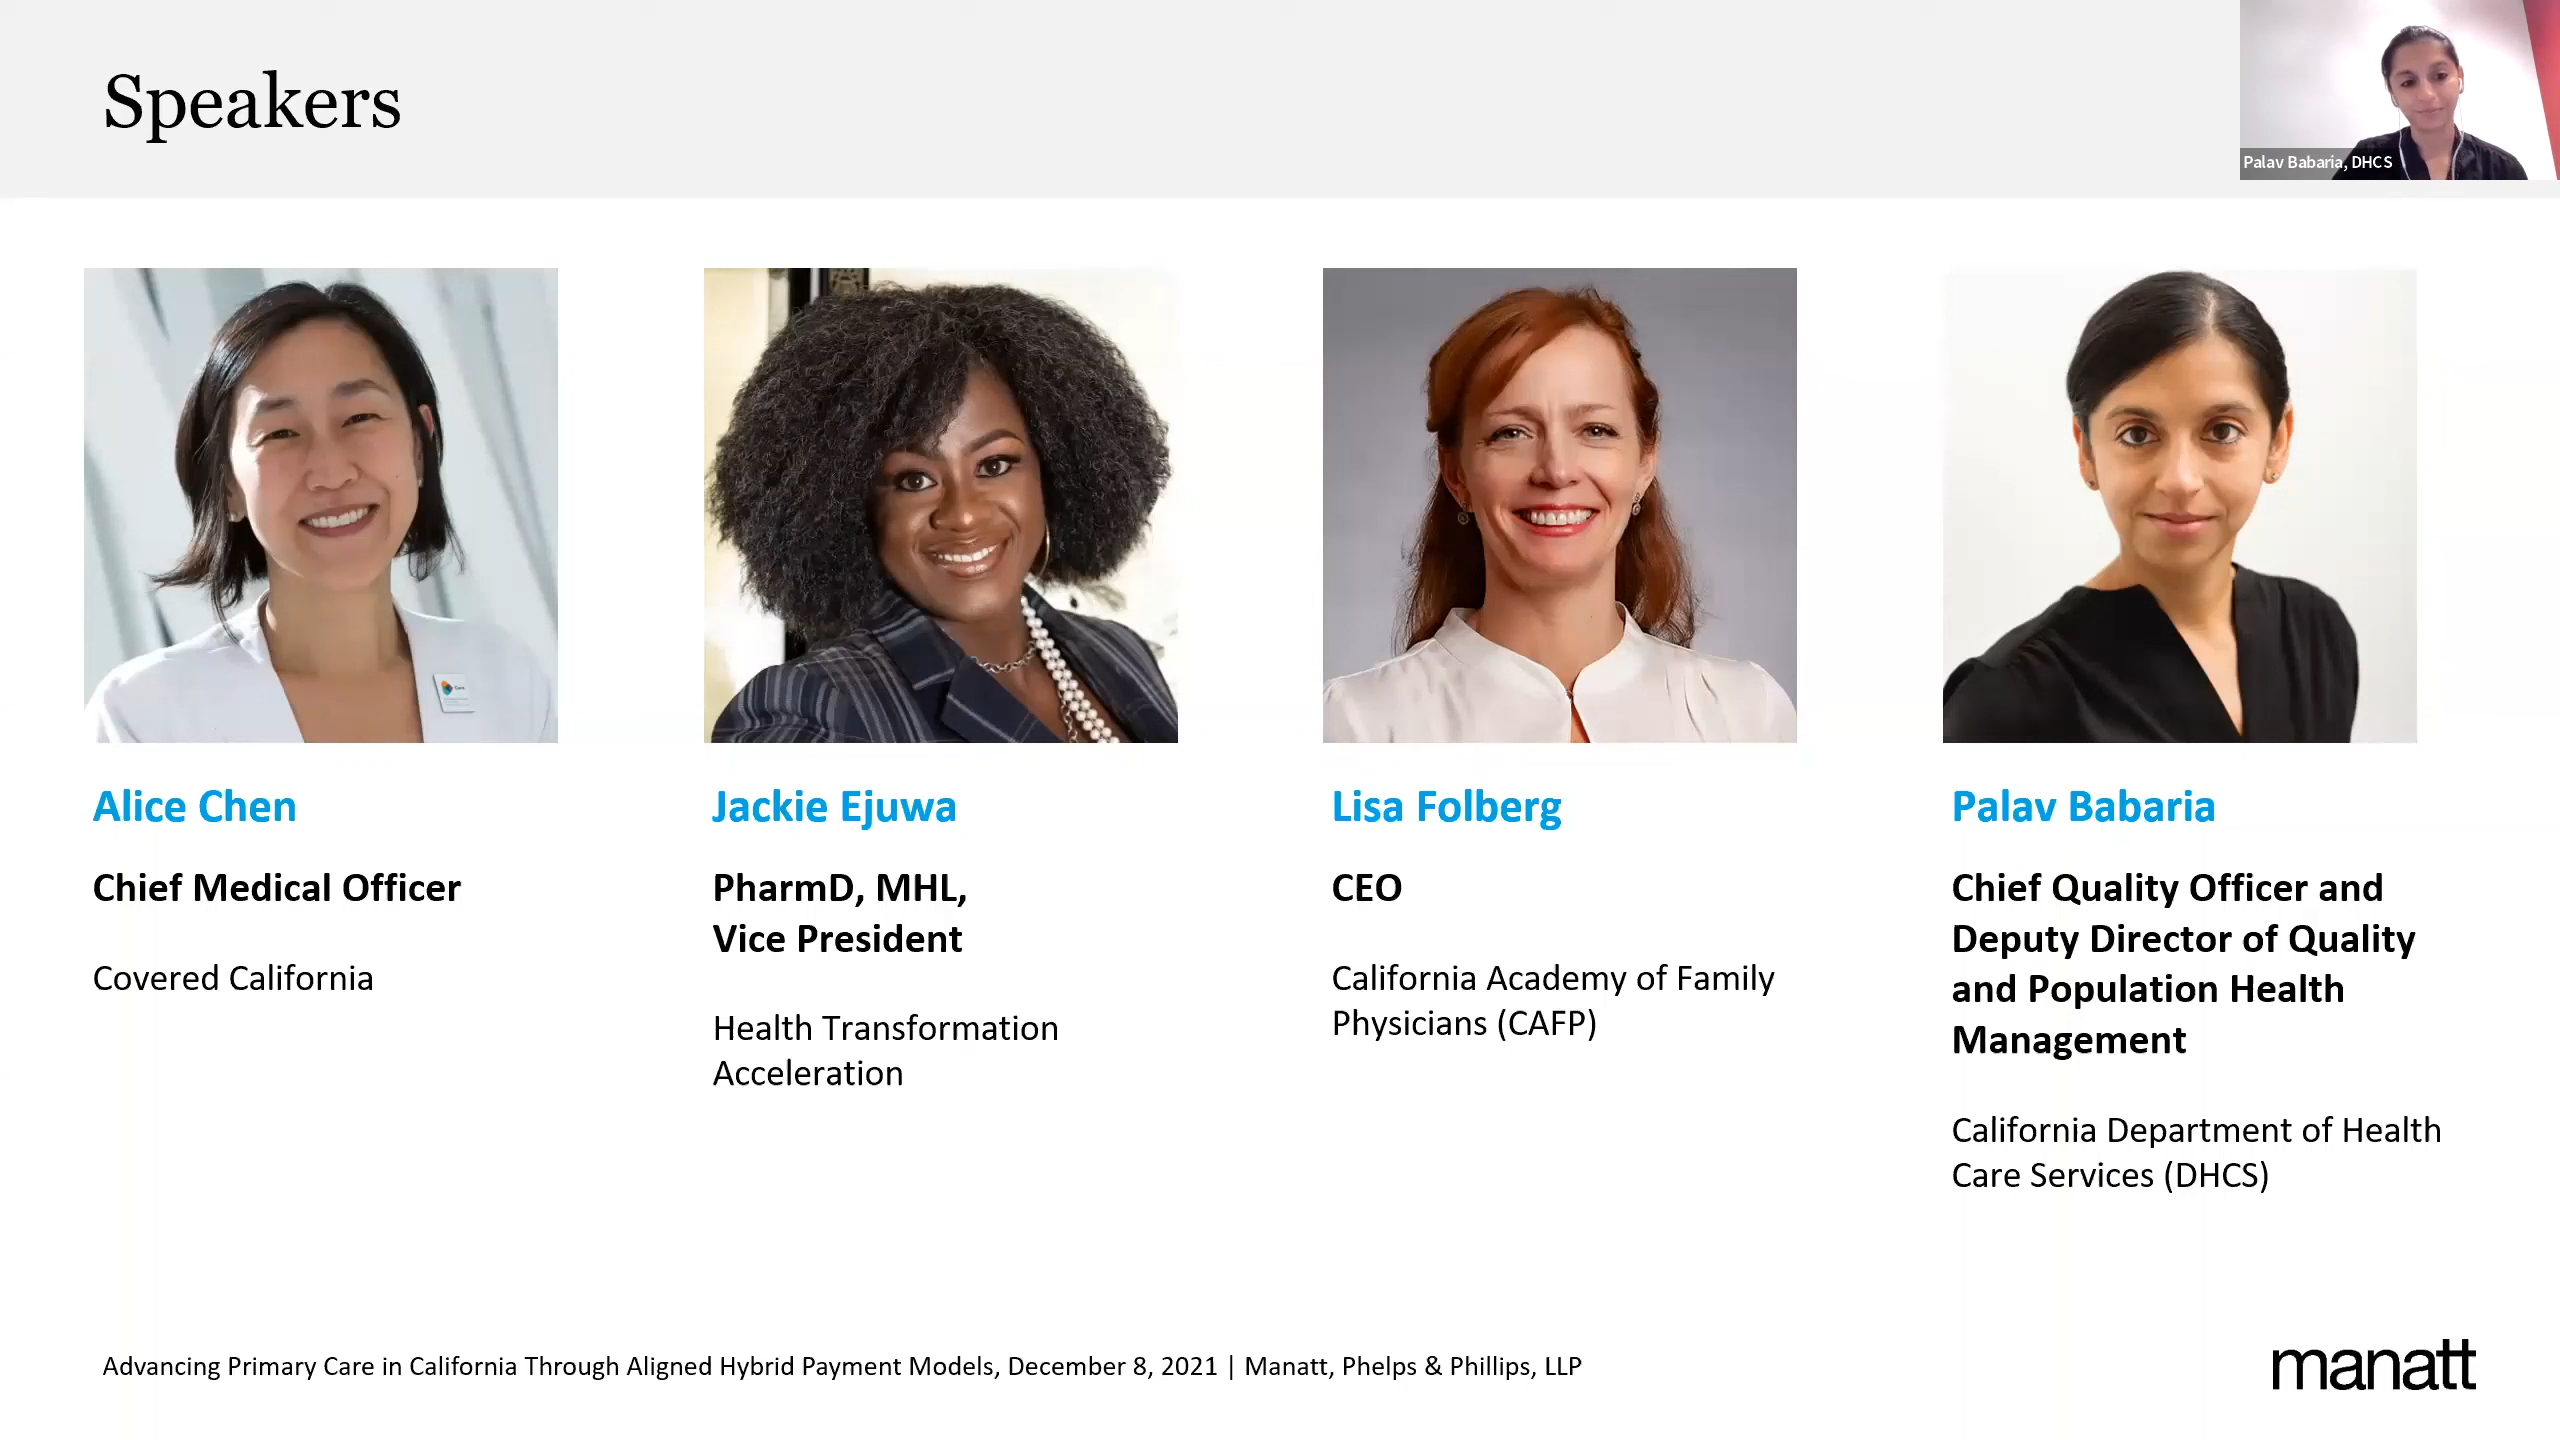 Speakers
Palav Babaria, DHCS
Alice Chen
Chief Medical Officer
Covered California
Jackie Ejuwa
PharmD, MHL,
Vice President
Health Transformation
Acceleration
Lisa Folberg
CEO
California Academy of Family
Physicians (CAFP)
Palav Babaria
Chief Quality Officer and
Deputy Director of Quality
and Population Health
Management
California Department of Health
Care Services (DHCS)
Advancing Primary Care in California Through Aligned Hybrid Payment Models, December 8, 2021 | Manatt, Phelps & Phillips, LLP
manatt